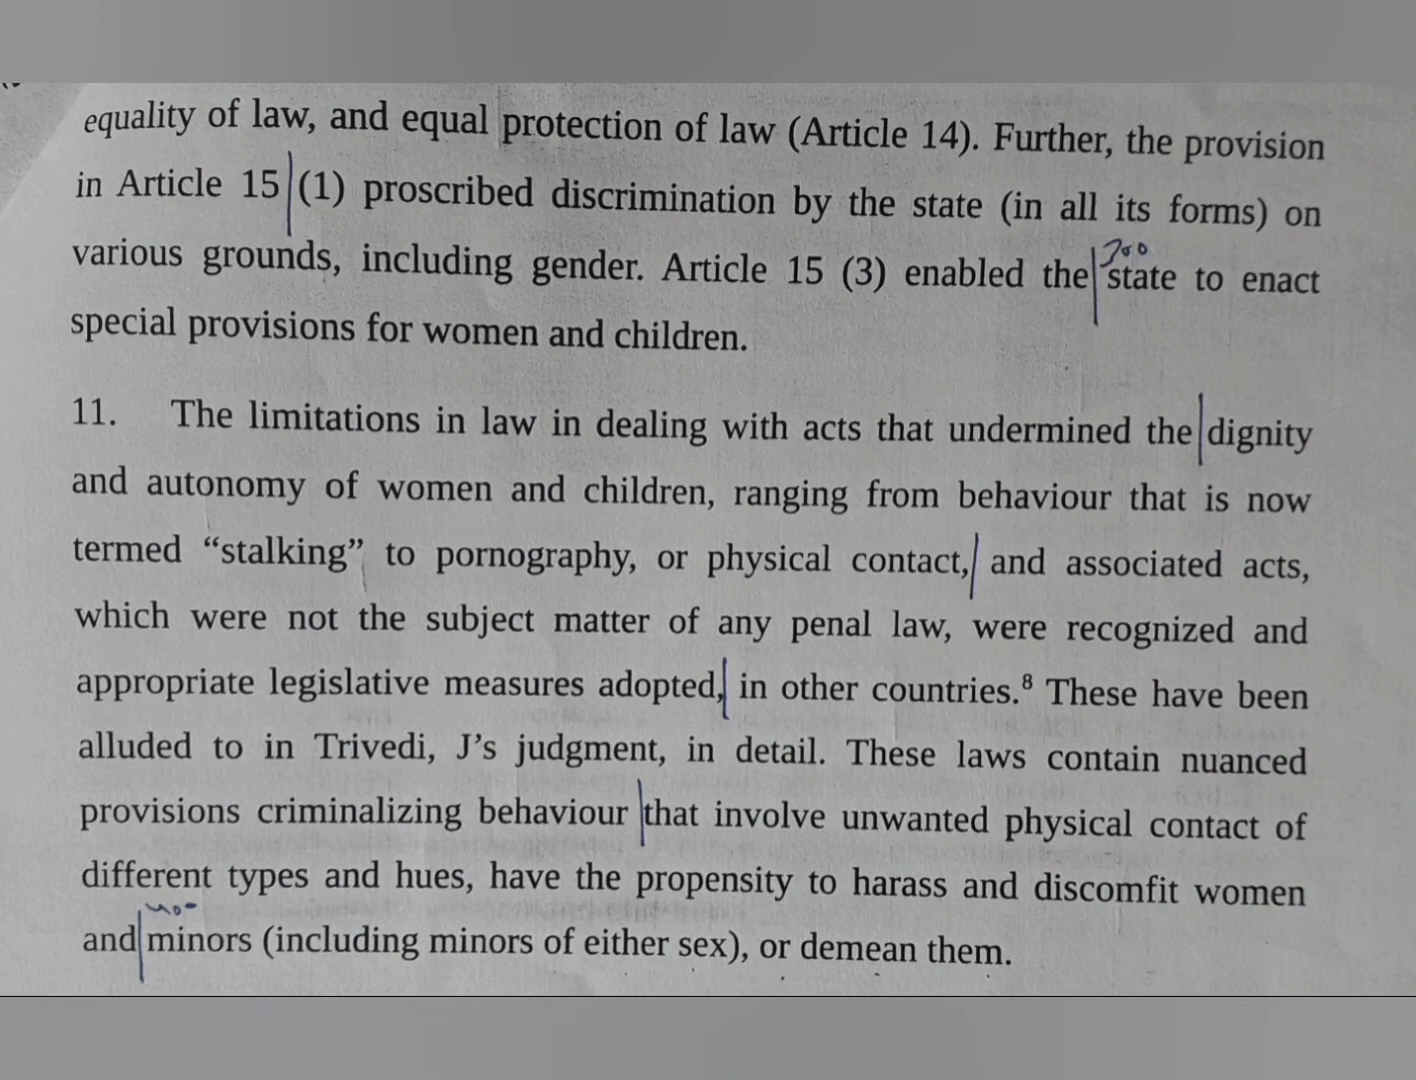 equality of law, and equal protection of law (Article 14). Further, the provision
in Article 15 (1) proscribed discrimination by the state (in all its forms) on
300
various grounds, including gender. Article 15 (3) enabled the state to enact
special provisions for women and children.
11. The limitations in law in dealing with acts that undermined the dignity
and autonomy of women and children, ranging from behaviour that is now
termed “stalking” to pornography, or physical contact, and associated acts,
which were not the subject matter of any penal law, were recognized and
appropriate legislative measures adopted, in other countries.⁸ These have been
alluded to in Trivedi, J’s judgment, in detail. These laws contain nuanced
provisions criminalizing behaviour that involve unwanted physical contact of
different types and hues, have the propensity to harass and discomfit women
400
and minors (including minors of either sex), or demean them.